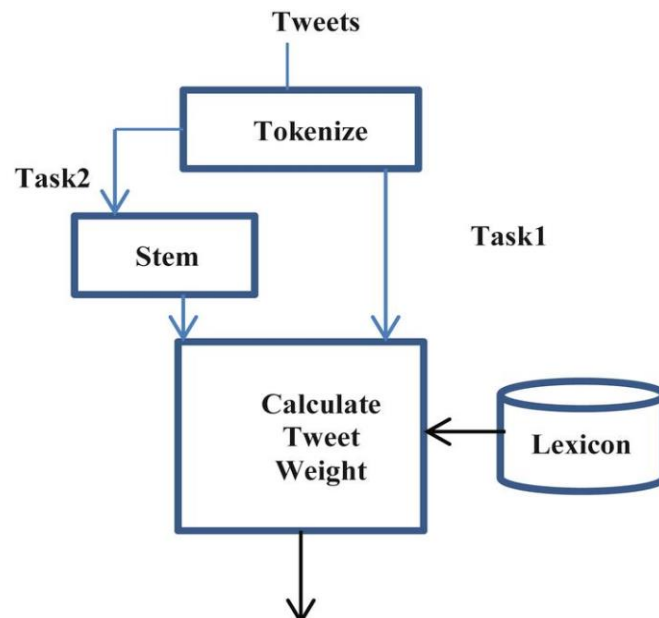 Tweets
Tokenize
Task2
Task1
Stem
Calculate
Tweet
Weight
Lexicon